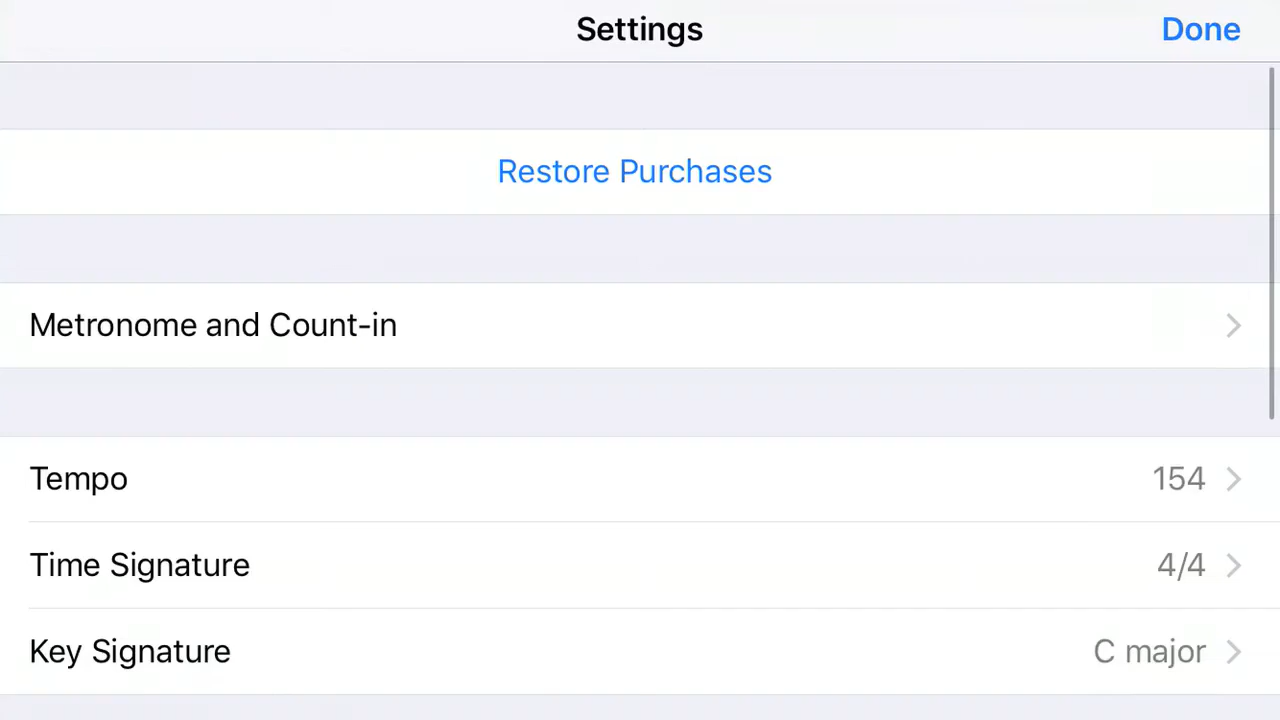 Settings Done
Restore Purchases
Metronome and Count-in
Tempo 154
Time Signature 4/4
Key Signature C major